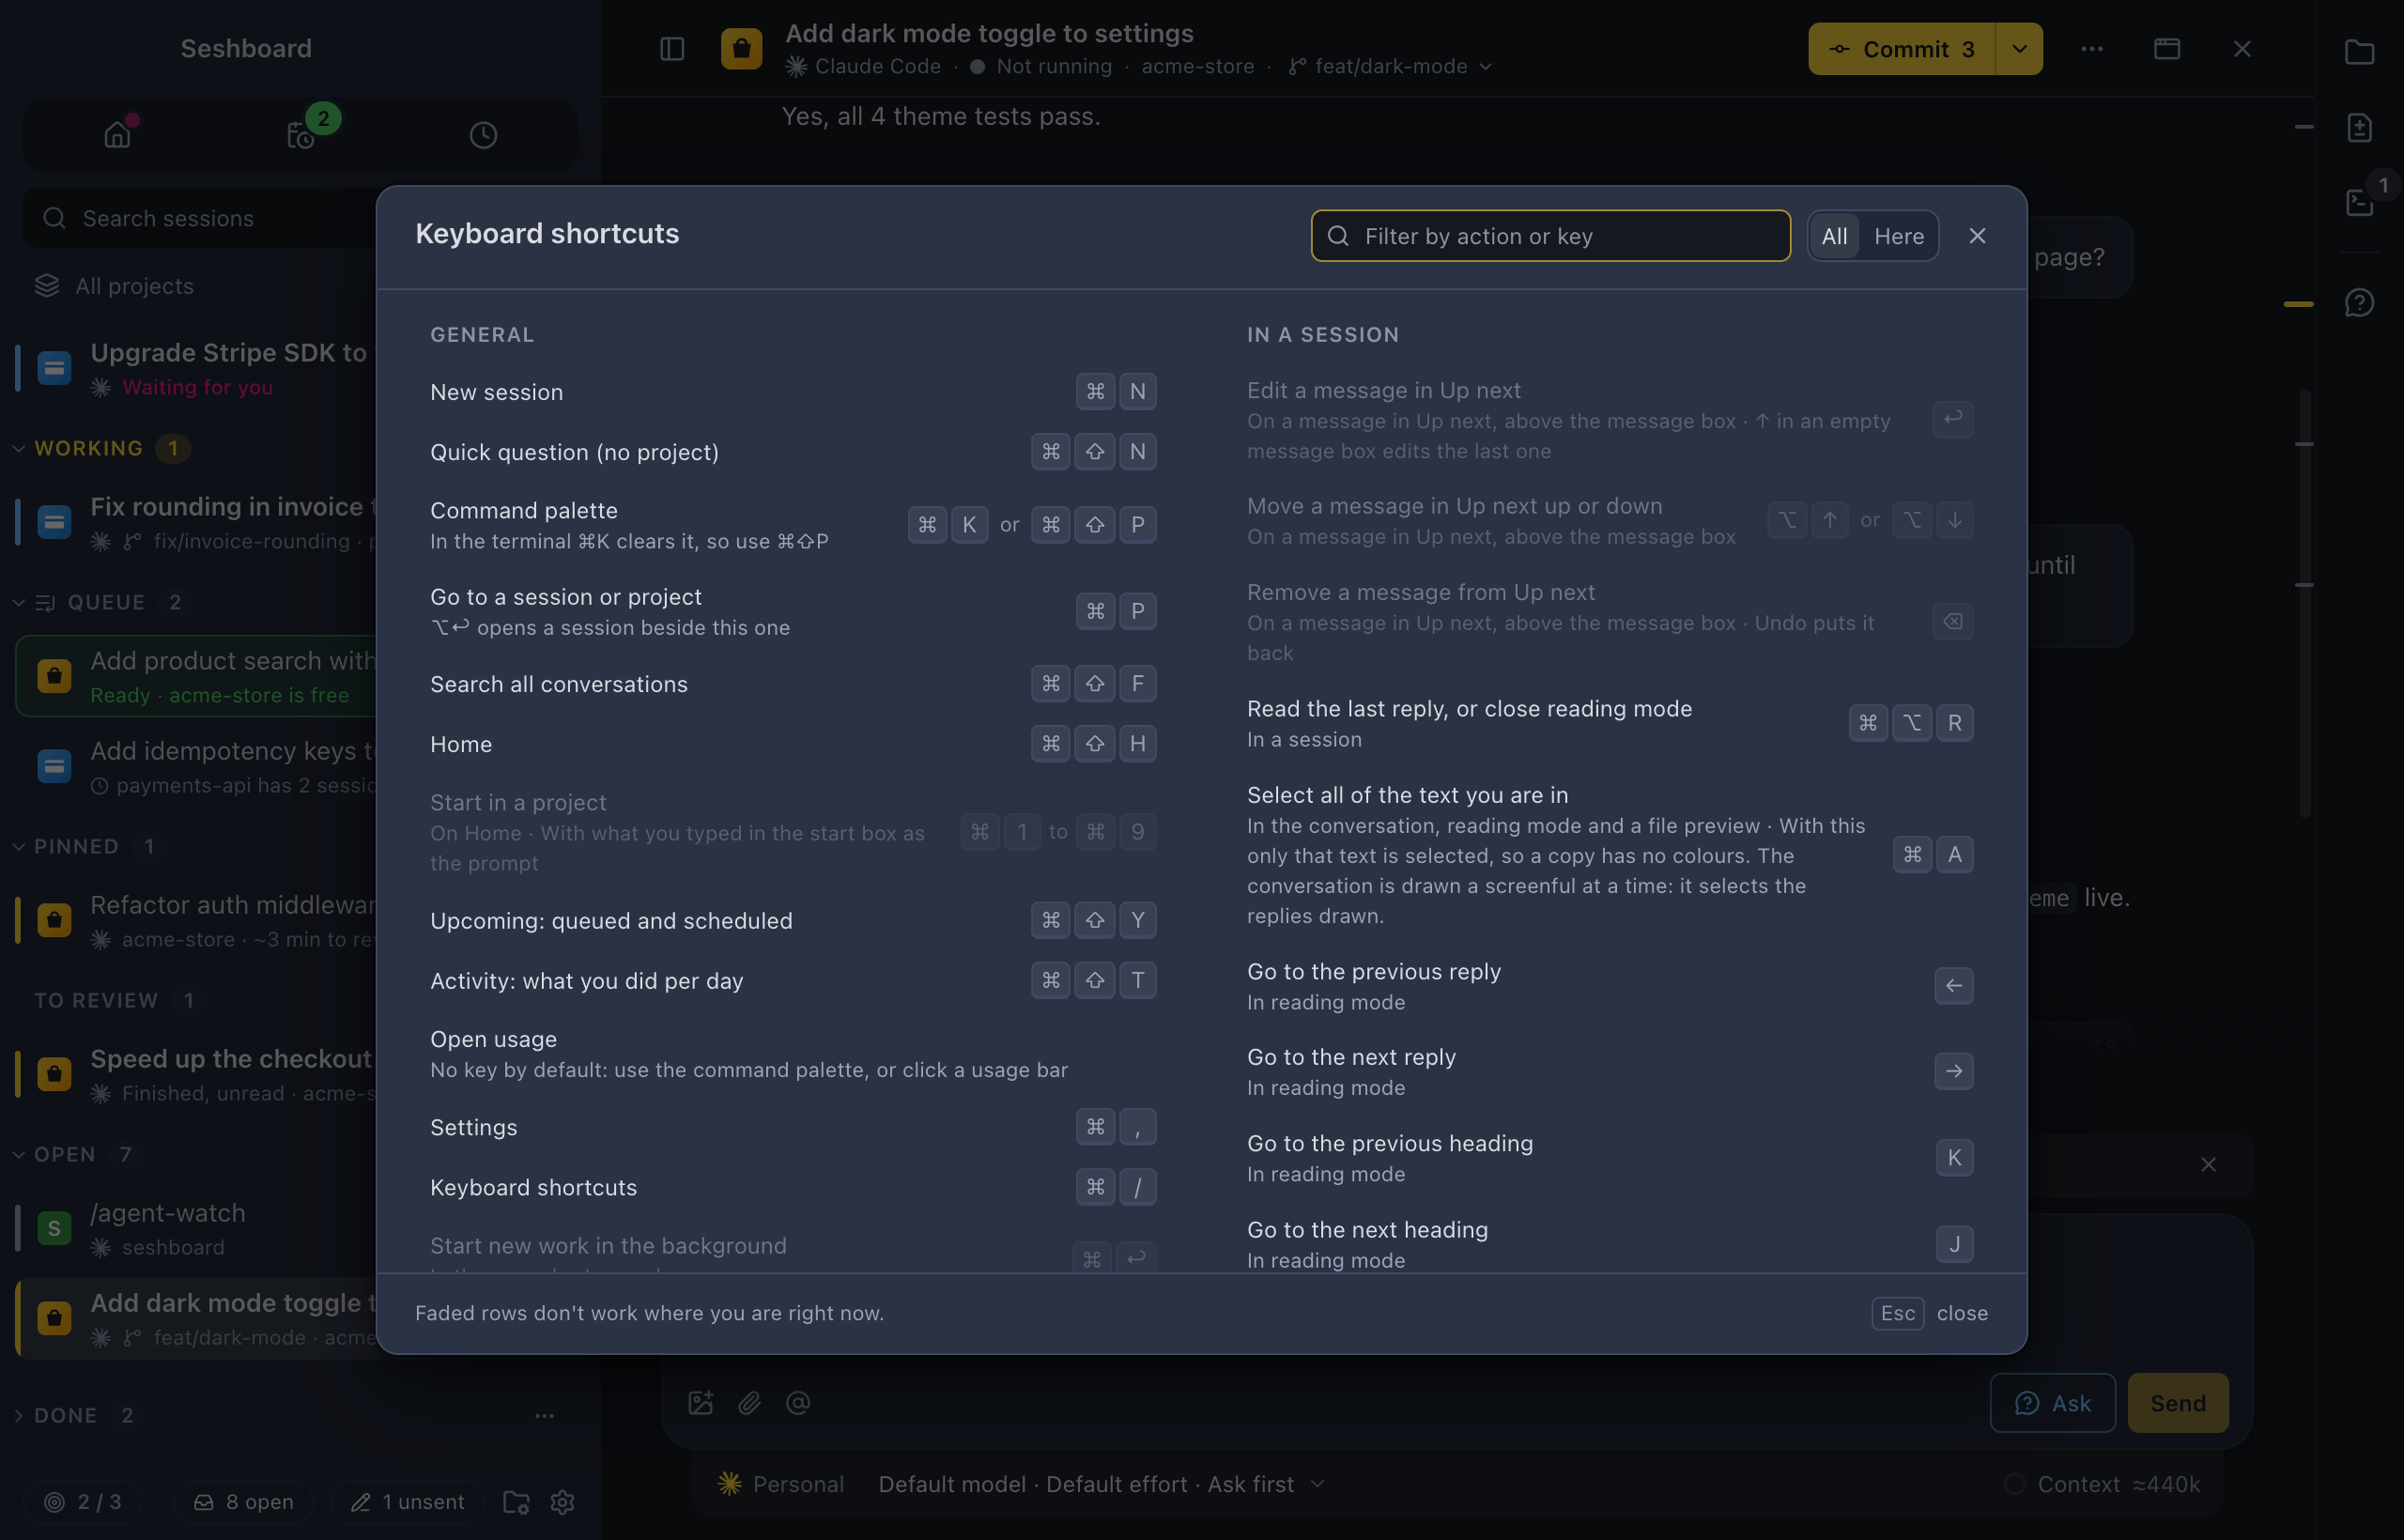 Seshboard
2
Search sessions
All projects
Upgrade Stripe SDK to
Waiting for you
WORKING 1
Fix rounding in invoice
fix/invoice-rounding ·
QUEUE 2
Add product search with
Ready · acme-store is free
Add idempotency keys
payments-api has 2
PINNED 1
Refactor auth
acme-store · ~3 min to
TO REVIEW 1
Speed up the checkout
Finished, unread ·
OPEN 7
S
/agent-watch
seshboard
Add dark mode toggle
feat/dark-mode ·
DONE 2
2 / 3
8 open
1 unsent
Add dark mode toggle to settings
Claude Code · Not running · acme-store · feat/dark-mode
Commit 3
1
Yes, all 4 theme tests pass.
page?
until
live.
Keyboard shortcuts
Filter by action or key
All Here
GENERAL
New session ⌘ N
Quick question (no project) ⌘ ⇧ N
Command palette
In the terminal ⌘K clears it, so use ⌘⇧P
⌘ K or ⌘ ⇧ P
Go to a session or project
⌥↩ opens a session beside this one
⌘ P
Search all conversations ⌘ ⇧ F
Home ⌘ ⇧ H
Start in a project
On Home · With what you typed in the start box as
the prompt
⌘ 1 to ⌘ 9
Upcoming: queued and scheduled ⌘ ⇧ Y
Activity: what you did per day ⌘ ⇧ T
Open usage
No key by default: use the command palette, or click a usage bar
Settings ⌘ ,
Keyboard shortcuts ⌘ /
Start new work in the background ⌘ ↩
IN A SESSION
Edit a message in Up next
On a message in Up next, above the message box · ↑ in an empty
message box edits the last one
↩
Move a message in Up next up or down
On a message in Up next, above the message box
⌥ ↑ or ⌥ ↓
Remove a message from Up next
On a message in Up next, above the message box · Undo puts it
back
⌫
Read the last reply, or close reading mode
In a session
⌘ ⌥ R
Select all of the text you are in
In the conversation, reading mode and a file preview · With this
only that text is selected, so a copy has no colours. The
conversation is drawn a screenful at a time: it selects the
replies drawn.
⌘ A
Go to the previous reply
In reading mode
←
Go to the next reply
In reading mode
→
Go to the previous heading
In reading mode
K
Go to the next heading
In reading mode
J
Faded rows don't work where you are right now.
Esc close
Ask
Send
Personal
Default model · Default effort · Ask first
Context ≈440k